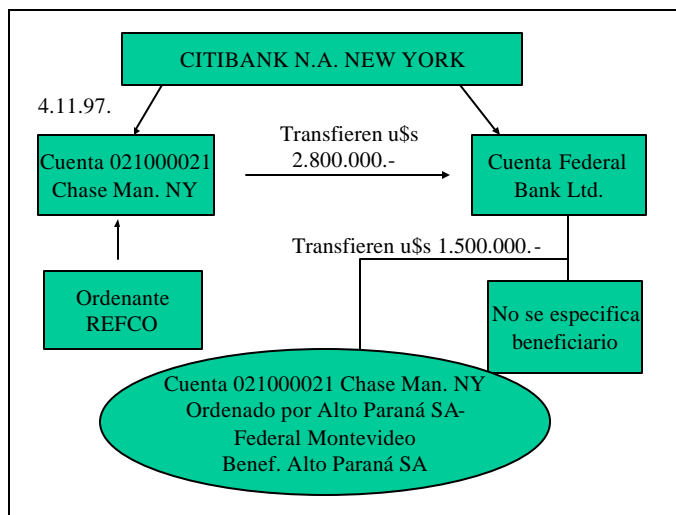 CITIBANK N.A. NEW YORK
4.11.97.
Cuenta 021000021
Chase Man. NY
Transfieren u$s
2.800.000.-
Cuenta Federal
Bank Ltd.
Transfieren u$s 1.500.000.-
Ordenante
REFCO
No se especifica
beneficiario
Cuenta 021000021 Chase Man. NY
Ordenado por Alto Paraná SA-
Federal Montevideo
Benef. Alto Paraná SA